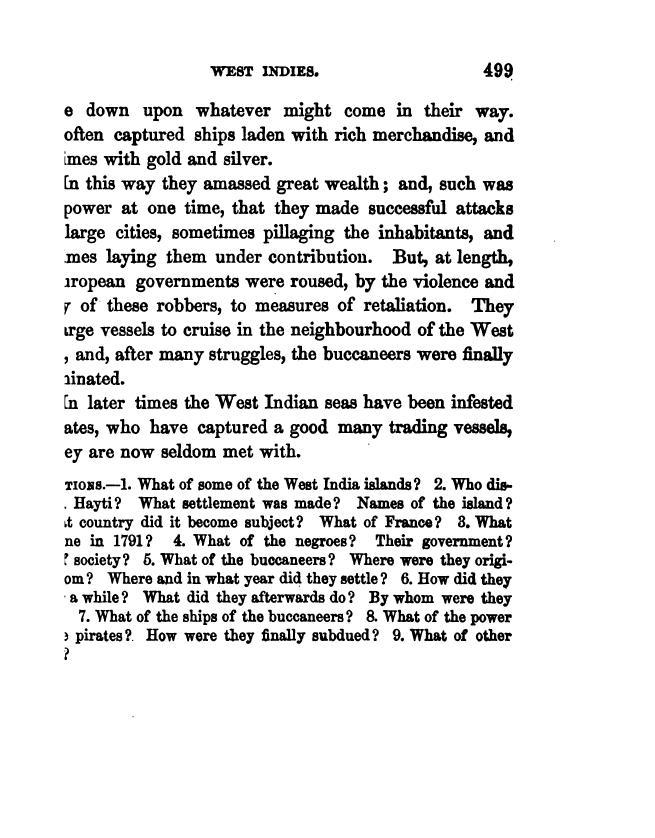 WEST INDIES. 499
e down upon whatever might come in their way.
often captured ships laden with rich merchandise, and
imes with gold and silver.
In this way they amassed great wealth; and, such was
power at one time, that they made successful attacks
large cities, sometimes pillaging the inhabitants, and
mes laying them under contribution. But, at length,
uropean governments were roused, by the violence and
y of these robbers, to measures of retaliation. They
arge vessels to cruise in the neighbourhood of the West
, and, after many struggles, the buccaneers were finally
ninated.
In later times the West Indian seas have been infested
ates, who have captured a good many trading vessels,
ey are now seldom met with.
TIONS.—1. What of some of the West India islands? 2. Who dis-
. Hayti? What settlement was made? Names of the island?
at country did it become subject? What of France? 3. What
ne in 1791? 4. What of the negroes? Their government?
? society? 5. What of the buccaneers? Where were they origi-
om? Where and in what year did they settle? 6. How did they
a while? What did they afterwards do? By whom were they
7. What of the ships of the buccaneers? 8. What of the power
e pirates? How were they finally subdued? 9. What of other
?